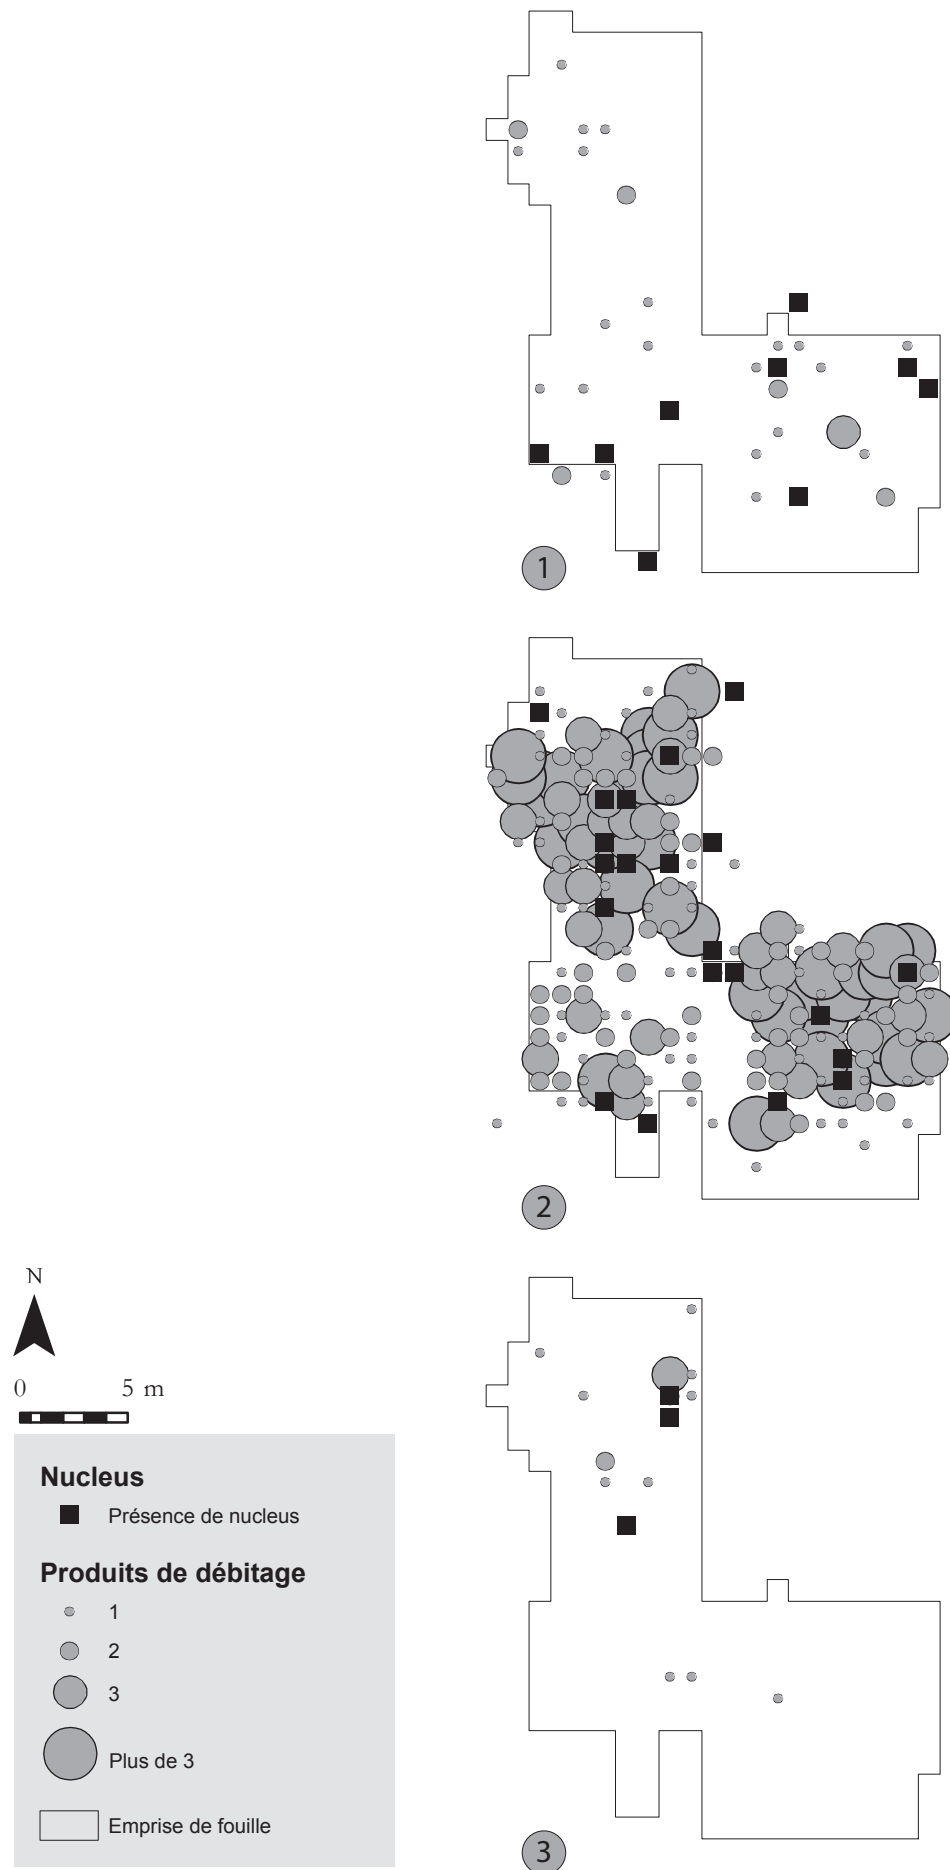 1
2
N
0 5 m
Nucleus
Présence de nucleus
Produits de débitage
1
2
3
Plus de 3
Emprise de fouille
3